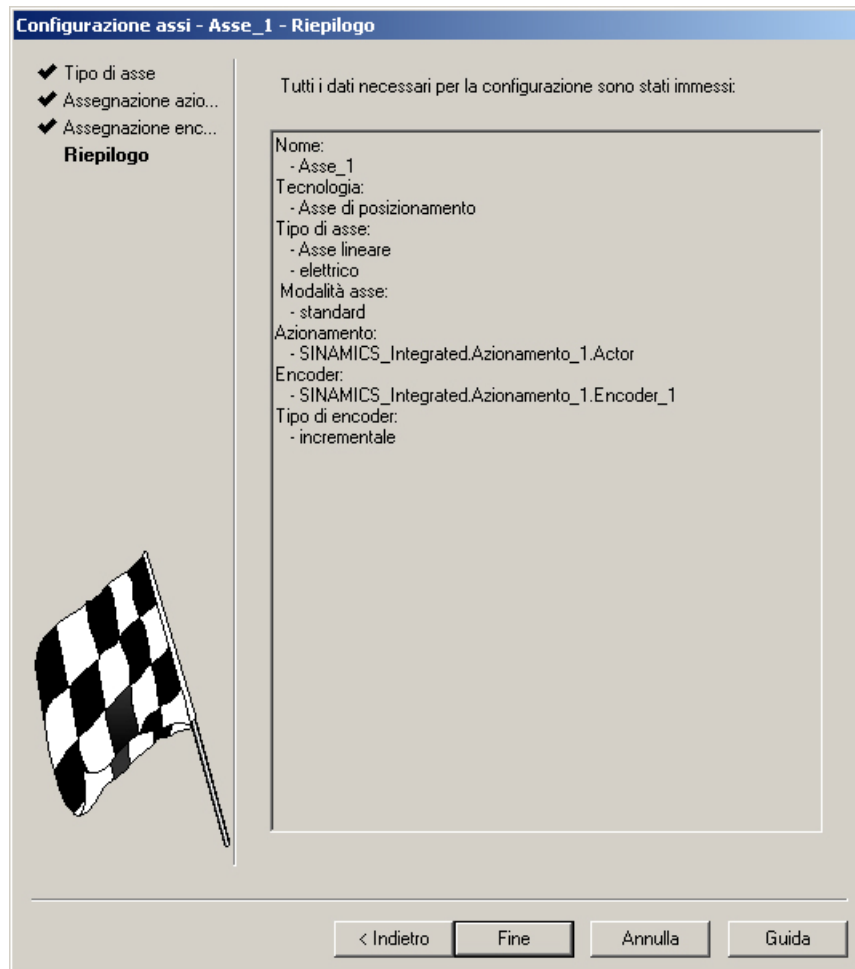 Configurazione assi - Asse_1 - Riepilogo
Tipo di asse
Assegnazione azio...
Assegnazione enc...
Riepilogo
Tutti i dati necessari per la configurazione sono stati immessi:
Nome:
- Asse_1
Tecnologia:
- Asse di posizionamento
Tipo di asse:
- Asse lineare
- elettrico
Modalità asse:
- standard
Azionamento:
- SINAMICS_Integrated.Azionamento_1.Actor
Encoder:
- SINAMICS_Integrated.Azionamento_1.Encoder_1
Tipo di encoder:
- incrementale
< Indietro
Fine
Annulla
Guida